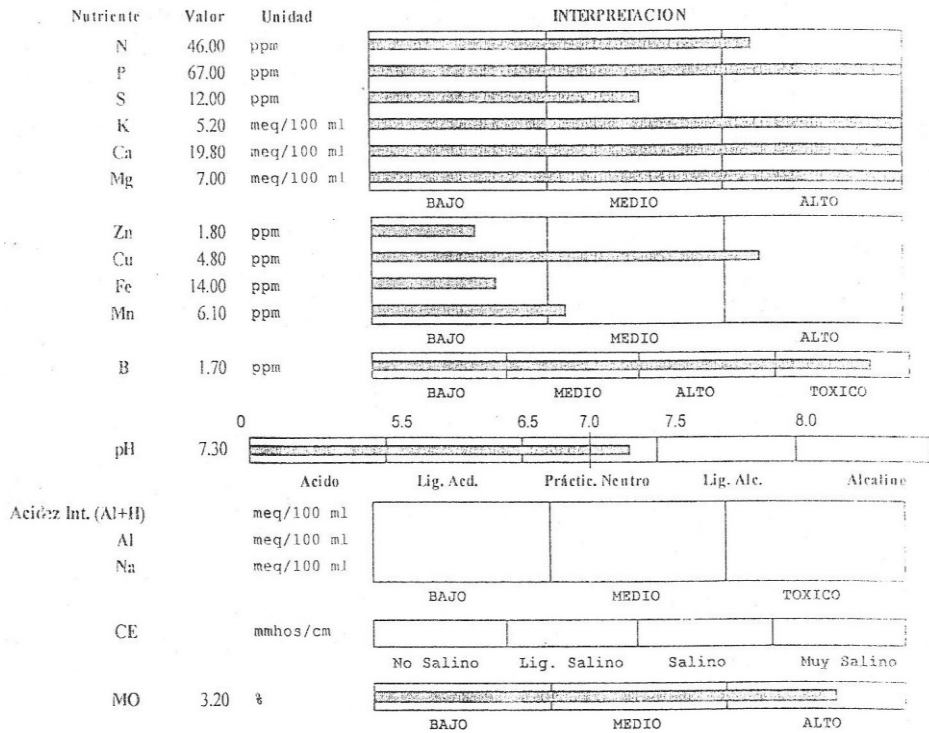 Nutriente Valor Unidad INTERPRETACION
N 46.00 ppm
P 67.00 ppm
S 12.00 ppm
K 5.20 meq/100 ml
Ca 19.80 meq/100 ml
Mg 7.00 meq/100 ml
BAJO MEDIO ALTO
Zn 1.80 ppm
Cu 4.80 ppm
Fe 14.00 ppm
Mn 6.10 ppm
BAJO MEDIO ALTO
B 1.70 ppm
BAJO MEDIO ALTO TOXICO
0 5.5 6.5 7.0 7.5 8.0
pH 7.30
Acido Lig. Acd. Práctic. Neutro Lig. Alc. Alcalino
Acidez Int. (Al+H) meq/100 ml
Al meq/100 ml
Na meq/100 ml
BAJO MEDIO TOXICO
CE mmhos/cm
No Salino Lig. Salino Salino Muy Salino
MO 3.20 %
BAJO MEDIO ALTO